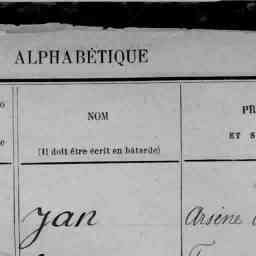 ALPHABÉTIQUE
NOM
PR
(Il doit être écrit en bâtarde)
ET S
Jan
Arsène